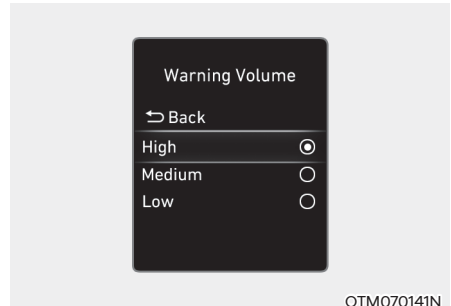 Warning Volume
Back
High
Medium
Low
OTM070141N